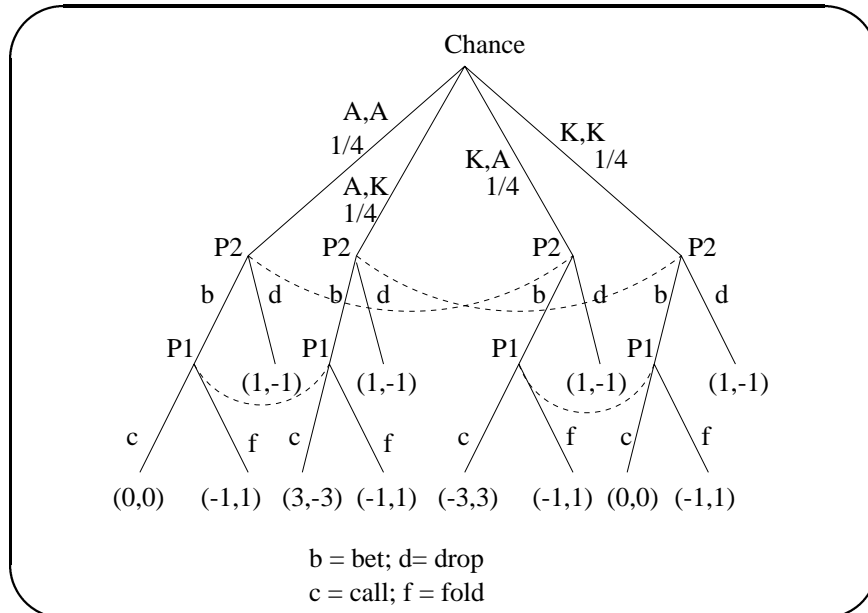 Chance
A,A
1/4
A,K
1/4
K,A
1/4
K,K
1/4
P2 P2 P2 P2
b d b d b d b d
P1 P1 P1 P1
(1,-1) (1,-1) (1,-1) (1,-1)
c f c f c f c f
(0,0) (-1,1) (3,-3) (-1,1) (-3,3) (-1,1) (0,0) (-1,1)
b = bet; d= drop
c = call; f = fold